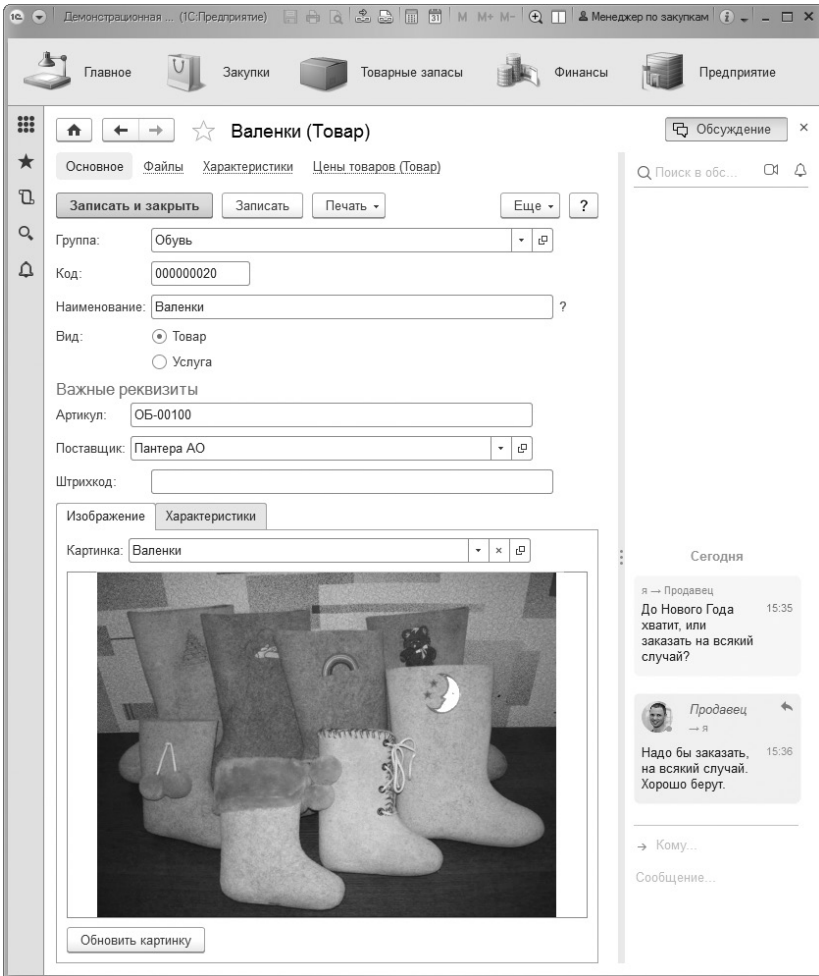 1С Демонстрационная ... (1С:Предприятие) 31 M M+ M- Менеджер по закупкам i
Главное Закупки Товарные запасы Финансы Предприятие
Валенки (Товар) Обсуждение ×
Основное Файлы Характеристики Цены товаров (Товар)
Поиск в обс...
Записать и закрыть Записать Печать Еще ?
Группа: Обувь
Код: 000000020
Наименование: Валенки ?
Вид: Товар
Услуга
Важные реквизиты
Артикул: ОБ-00100
Поставщик: Пантера АО
Штрихкод:
Изображение Характеристики
Картинка: Валенки ×
Обновить картинку
Сегодня
я → Продавец
До Нового Года 15:35
хватит, или
заказать на всякий
случай?
Продавец
→ я
Надо бы заказать, 15:36
на всякий случай.
Хорошо берут.
→ Кому...
Сообщение...